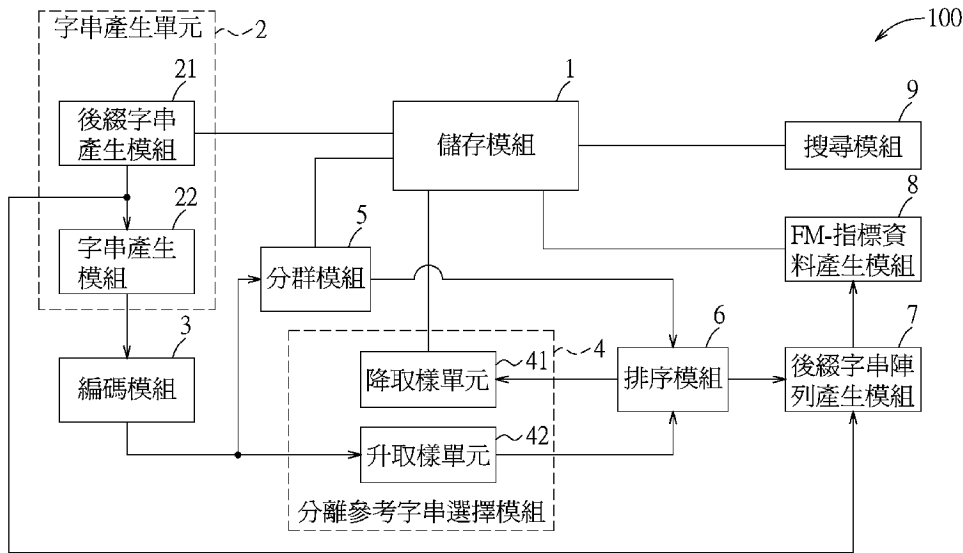 100
字串產生單元
2
21
後綴字串
產生模組
1
儲存模組
9
搜尋模組
22
字串產生
模組
5
分群模組
8
FM-指標資
料產生模組
3
編碼模組
4
41
降取樣單元
6
排序模組
7
後綴字串陣
列產生模組
42
升取樣單元
分離參考字串選擇模組